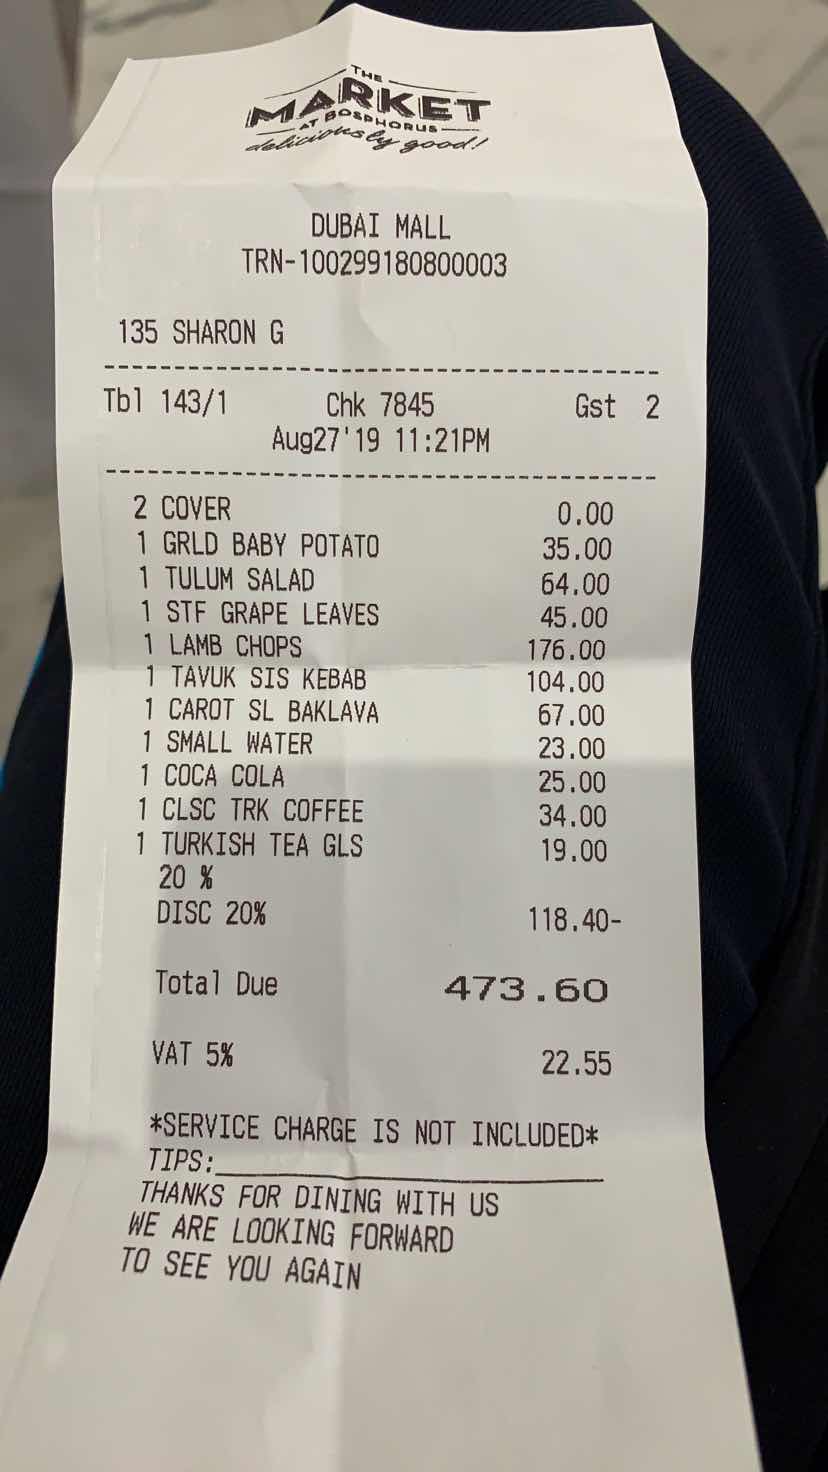 THE
MARKET
AT BOSPHORUS
deliciously good!
DUBAI MALL
TRN-100299180800003
135 SHARON G
Tbl 143/1 Chk 7845 Gst 2
Aug27'19 11:21PM
2 COVER 0.00
1 GRLD BABY POTATO 35.00
1 TULUM SALAD 64.00
1 STF GRAPE LEAVES 45.00
1 LAMB CHOPS 176.00
1 TAVUK SIS KEBAB 104.00
1 CAROT SL BAKLAVA 67.00
1 SMALL WATER 23.00
1 COCA COLA 25.00
1 CLSC TRK COFFEE 34.00
1 TURKISH TEA GLS 19.00
20 %
DISC 20% 118.40-
Total Due 473.60
VAT 5% 22.55
*SERVICE CHARGE IS NOT INCLUDED*
TIPS:
THANKS FOR DINING WITH US
WE ARE LOOKING FORWARD
TO SEE YOU AGAIN